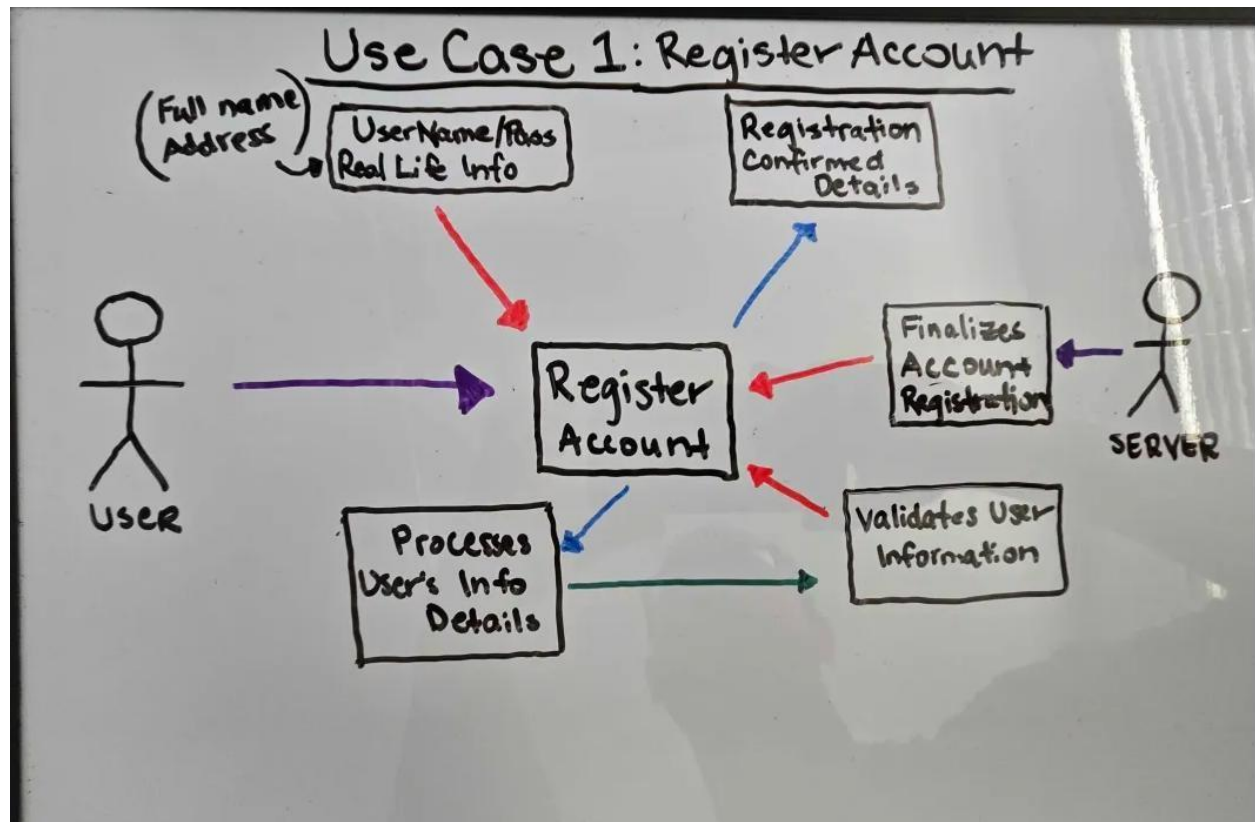 Use Case 1: Register Account
(Full name
Address)
UserName/Pass
Real Life Info
Registration
Confirmed
Details
Register
Account
Finalizes
Account
Registration
USER
SERVER
Processes
User's Info
Details
Validates User
Information